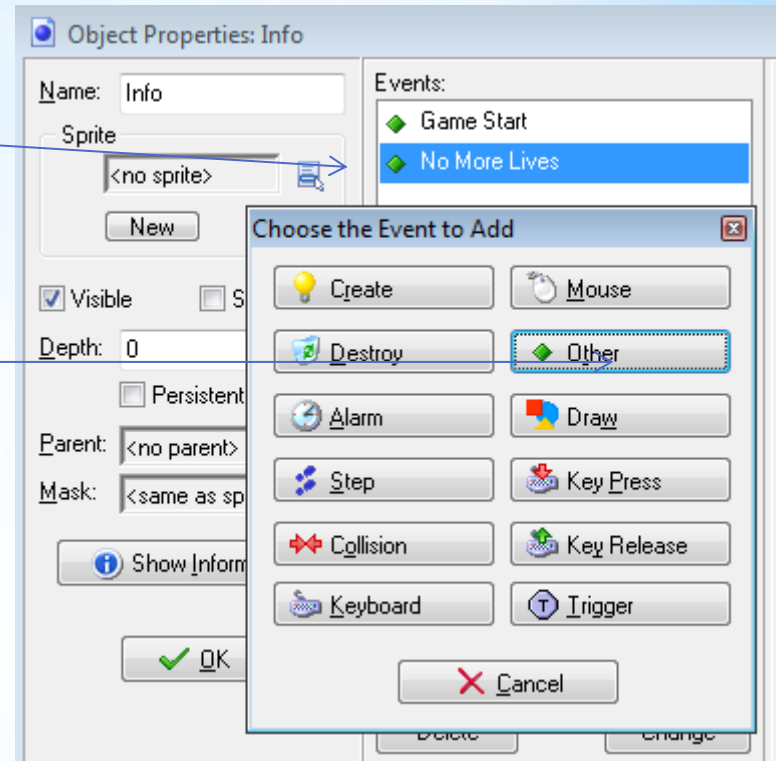 Object Properties: Info
Name: Info
Events:
Game Start
No More Lives
Sprite
<no sprite>
New
Choose the Event to Add
Create
Mouse
Visible
S
Depth: 0
Destroy
Other
Persistent
Alarm
Draw
Parent: <no parent>
Mask: <same as sp
Step
Key Press
Show Inform
Collision
Key Release
Keyboard
T Trigger
OK
Cancel
Delete
Change